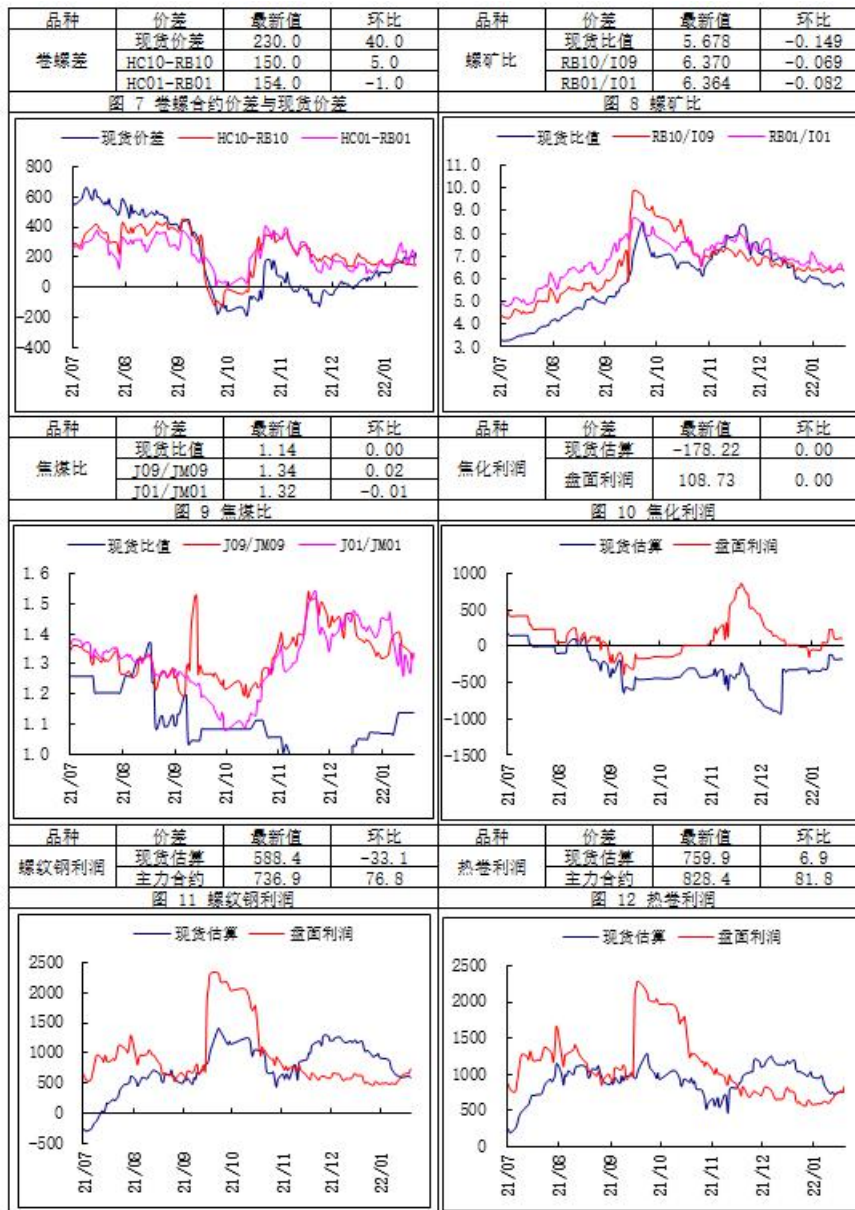 品种 价差 最新值 环比 品种 价差 最新值 环比
卷螺差 现货价差 230.0 40.0 螺矿比 现货比值 5.678 -0.149
HC10-RB10 150.0 5.0 RB10/I09 6.370 -0.069
HC01-RB01 154.0 -1.0 RB01/I01 6.364 -0.082
图 7 卷螺合约价差与现货价差 图 8 螺矿比
现货价差 HC10-RB10 HC01-RB01
800
600
400
200
0
-200
-400
21/07 21/08 21/09 21/10 21/11 21/12 22/01
现货比值 RB10/I09 RB01/I01
11.0
10.0
9.0
8.0
7.0
6.0
5.0
4.0
3.0
21/07 21/08 21/09 21/10 21/11 21/12 22/01
品种 价差 最新值 环比 品种 价差 最新值 环比
焦煤比 现货比值 1.14 0.00 焦化利润 现货估算 -178.22 0.00
J09/JM09 1.34 0.02 盘面利润 108.73 0.00
J01/JM01 1.32 -0.01
图 9 焦煤比 图 10 焦化利润
现货比值 J09/JM09 J01/JM01
1.6
1.5
1.4
1.3
1.2
1.1
1.0
21/07 21/08 21/09 21/10 21/11 21/12 22/01
现货估算 盘面利润
1000
500
0
-500
-1000
-1500
21/07 21/08 21/09 21/10 21/11 21/12 22/01
品种 价差 最新值 环比 品种 价差 最新值 环比
螺纹钢利润 现货估算 588.4 -33.1 热卷利润 现货估算 759.9 6.9
主力合约 736.9 76.8 主力合约 828.4 81.8
图 11 螺纹钢利润 图 12 热卷利润
现货估算 盘面利润
2500
2000
1500
1000
500
0
-500
21/07 21/08 21/09 21/10 21/11 21/12 22/01
现货估算 盘面利润
2500
2000
1500
1000
500
0
21/07 21/08 21/09 21/10 21/11 21/12 22/01